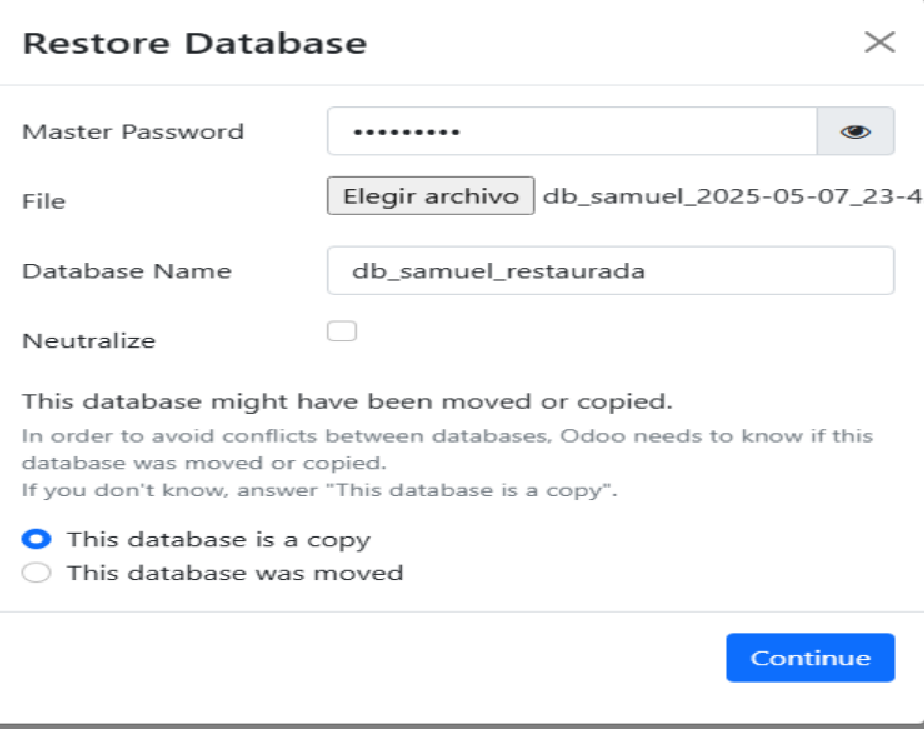 Restore Database
Master Password
File Elegir archivo db_samuel_2025-05-07_23-4
Database Name db_samuel_restaurada
Neutralize
This database might have been moved or copied.
In order to avoid conflicts between databases, Odoo needs to know if this
database was moved or copied.
If you don't know, answer "This database is a copy".
This database is a copy
This database was moved
Continue